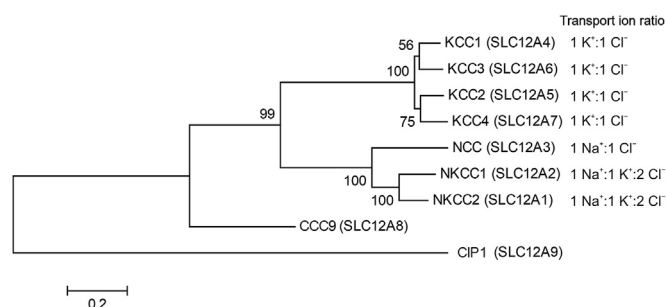 Transport ion ratio
56 KCC1 (SLC12A4) 1 K⁺:1 Cl⁻
KCC3 (SLC12A6) 1 K⁺:1 Cl⁻
100
KCC2 (SLC12A5) 1 K⁺:1 Cl⁻
99 75 KCC4 (SLC12A7) 1 K⁺:1 Cl⁻
NCC (SLC12A3) 1 Na⁺:1 Cl⁻
100 NKCC1 (SLC12A2) 1 Na⁺:1 K⁺:2 Cl⁻
100 NKCC2 (SLC12A1) 1 Na⁺:1 K⁺:2 Cl⁻
CCC9 (SLC12A8)
CIP1 (SLC12A9)
0.2